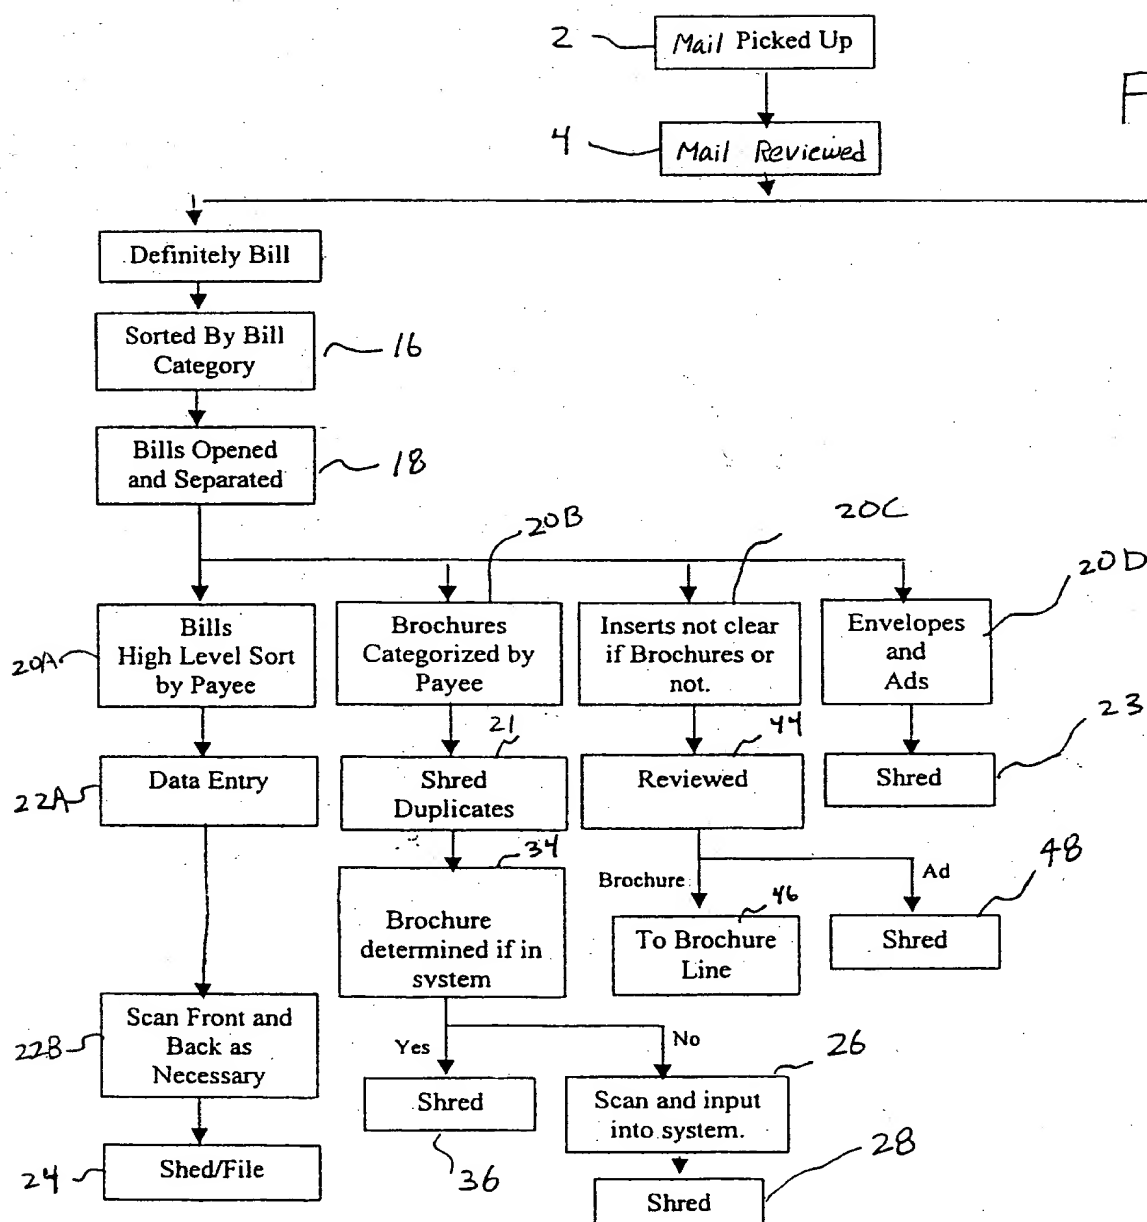 2
Mail Picked Up
F
4
Mail Reviewed
Definitely Bill
Sorted By Bill
Category
16
Bills Opened
and Separated
18
20B
20C
20D
20A
Bills
High Level Sort
by Payee
Brochures
Categorized by
Payee
Inserts not clear
if Brochures or
not.
Envelopes
and
Ads
21
44
23
22A
Data Entry
Shred
Duplicates
Reviewed
Shred
34
48
Brochure
Ad
46
Brochure
determined if in
system
To Brochure
Line
Shred
22B
Scan Front and
Back as
Necessary
Yes
No
26
Shred
Scan and input
into system.
36
28
24
Shed/File
Shred